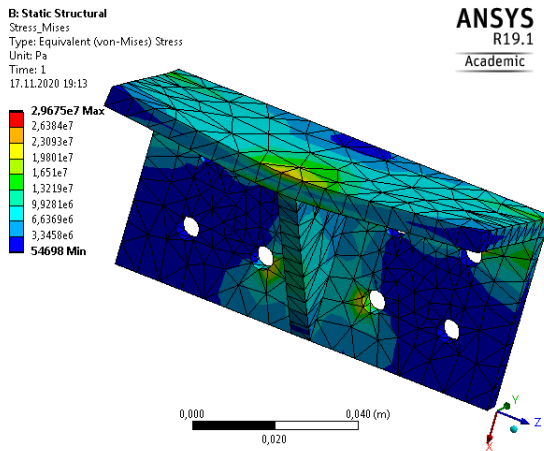 B: Static Structural
Stress_Mises
Type: Equivalent (von-Mises) Stress
Unit: Pa
Time: 1
17.11.2020 19:13
ANSYS
R19.1
Academic
2,9675e7 Max
2,6384e7
2,3093e7
1,9801e7
1,651e7
1,3219e7
9,9281e6
6,6369e6
3,3458e6
54698 Min
0,000
0,040 (m)
0,020
Y
Z
X